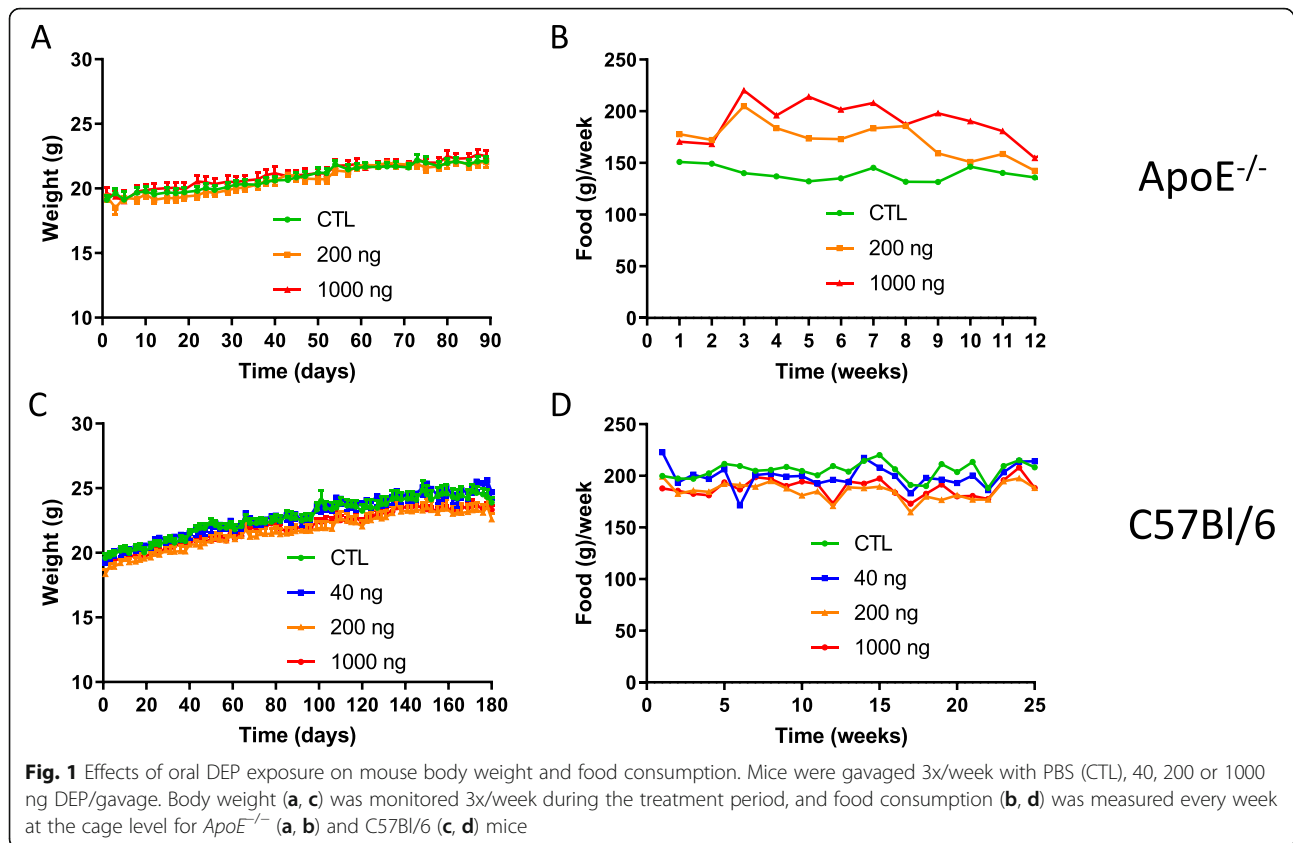 A
30
25
20
15
10
Weight (g)
CTL
200 ng
1000 ng
0 10 20 30 40 50 60 70 80 90
Time (days)
B
250
200
150
100
50
0
Food (g)/week
CTL
200 ng
1000 ng
1 2 3 4 5 6 7 8 9 10 11 12
Time (weeks)
ApoE-/-
C
30
25
20
15
10
Weight (g)
CTL
40 ng
200 ng
1000 ng
0 20 40 60 80 100 120 140 160 180
Time (days)
D
250
200
150
100
50
0
Food (g)/week
CTL
40 ng
200 ng
1000 ng
0 5 10 15 20 25
Time (weeks)
C57Bl/6
Fig. 1 Effects of oral DEP exposure on mouse body weight and food consumption. Mice were gavaged 3x/week with PBS (CTL), 40, 200 or 1000
ng DEP/gavage. Body weight (a, c) was monitored 3x/week during the treatment period, and food consumption (b, d) was measured every week
at the cage level for ApoE−/− (a, b) and C57Bl/6 (c, d) mice